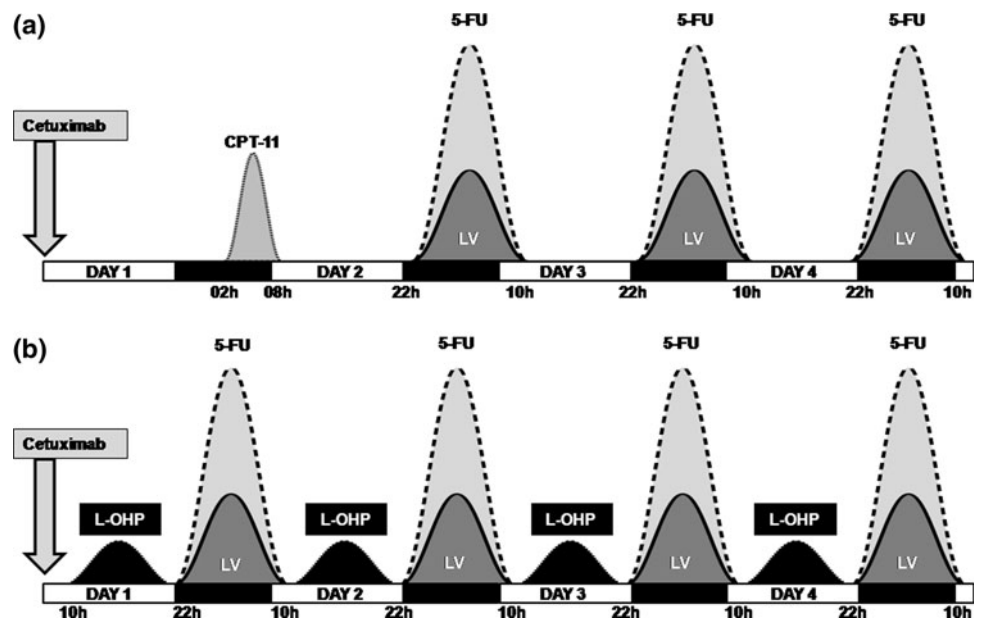 (a)
5-FU 5-FU 5-FU
Cetuximab
CPT-11
LV LV LV
DAY 1 DAY 2 DAY 3 DAY 4
02h 08h 22h 10h 22h 10h 22h 10h
(b)
5-FU 5-FU 5-FU 5-FU
Cetuximab
L-OHP L-OHP L-OHP L-OHP
LV LV LV LV
DAY 1 DAY 2 DAY 3 DAY 4
10h 22h 10h 22h 10h 22h 10h 22h 10h